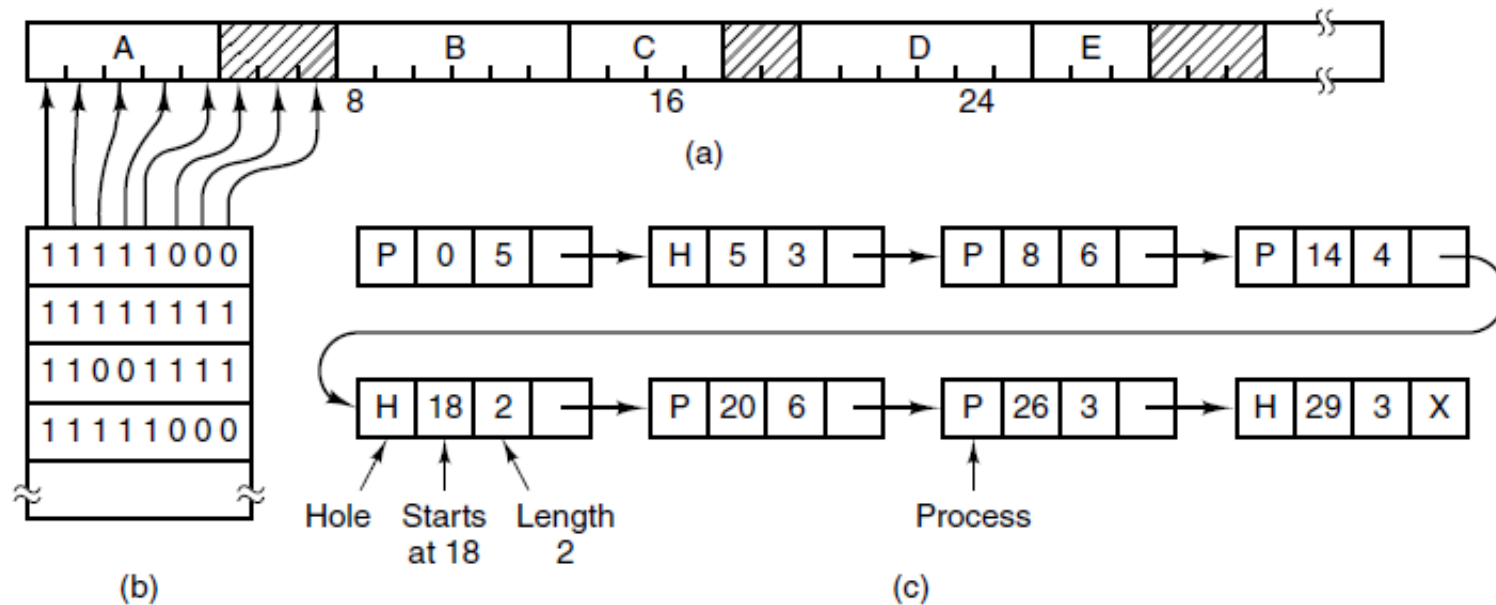 A B C D E
8 16 24
(a)
1 1 1 1 1 0 0 0
1 1 1 1 1 1 1 1
1 1 0 0 1 1 1 1
1 1 1 1 1 0 0 0
(b)
P 0 5 H 5 3 P 8 6 P 14 4
H 18 2 P 20 6 P 26 3 H 29 3 X
Hole Starts Length Process
at 18 2
(c)